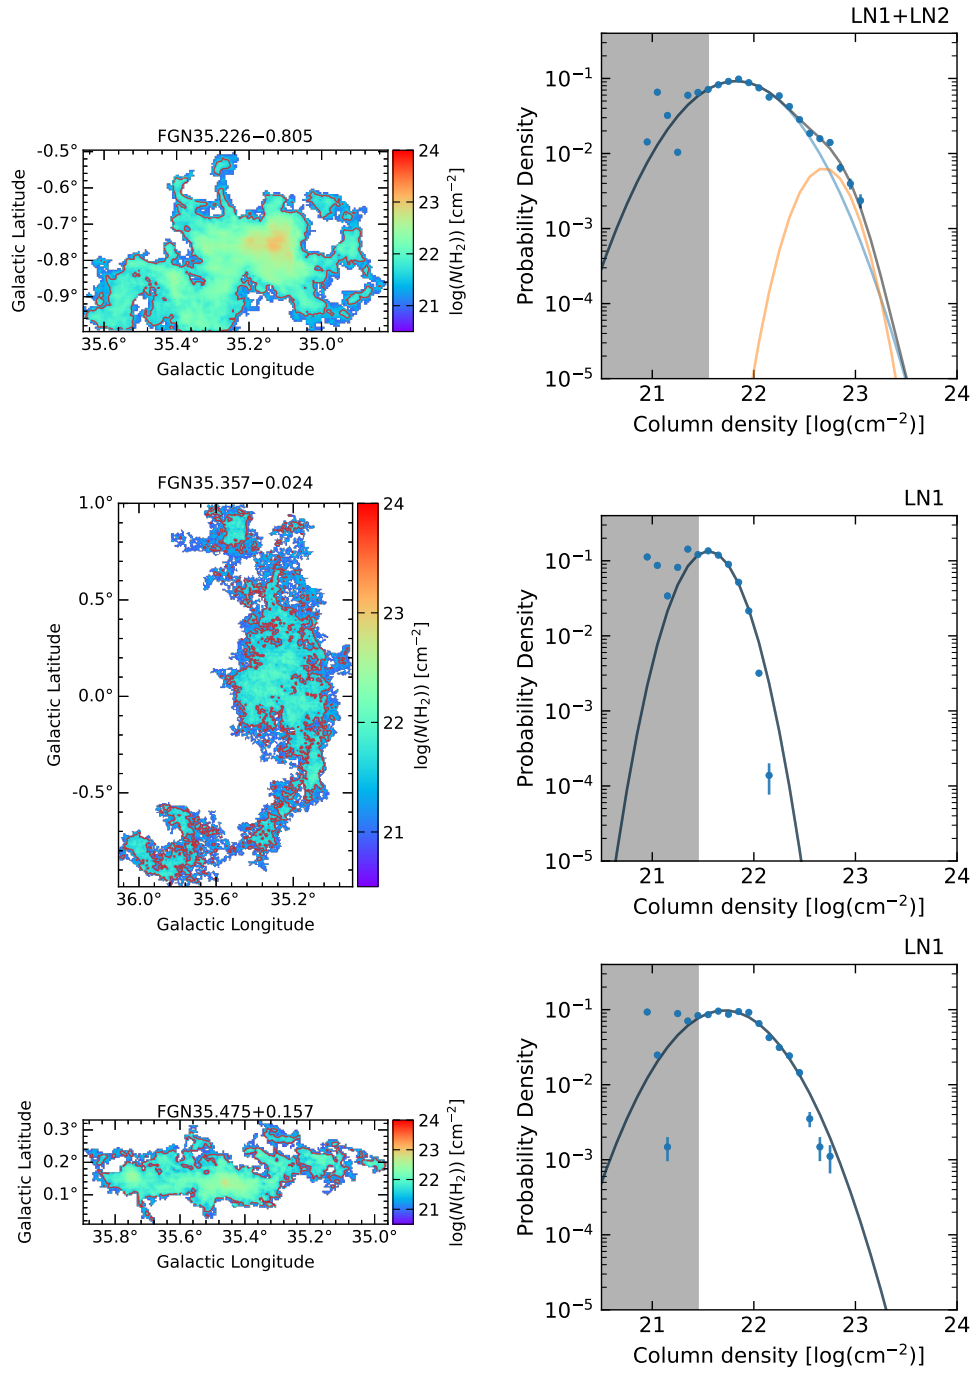 LN1+LN2
FGN35.226−0.805
-0.5°
-0.6°
-0.7°
-0.8°
-0.9°
Galactic Latitude
35.6° 35.4° 35.2° 35.0°
Galactic Longitude
24
23
22
21
log(N(H₂)) [cm⁻²]
10⁻¹
10⁻²
10⁻³
10⁻⁴
10⁻⁵
Probability Density
21 22 23 24
Column density [log(cm⁻²)]
FGN35.357−0.024
1.0°
0.5°
0.0°
-0.5°
Galactic Latitude
36.0° 35.6° 35.2°
Galactic Longitude
24
23
22
21
log(N(H₂)) [cm⁻²]
LN1
10⁻¹
10⁻²
10⁻³
10⁻⁴
10⁻⁵
Probability Density
21 22 23 24
Column density [log(cm⁻²)]
LN1
FGN35.475+0.157
0.3°
0.2°
0.1°
Galactic Latitude
35.8° 35.6° 35.4° 35.2° 35.0°
Galactic Longitude
24
23
22
21
log(N(H₂)) [cm⁻²]
10⁻¹
10⁻²
10⁻³
10⁻⁴
10⁻⁵
Probability Density
21 22 23 24
Column density [log(cm⁻²)]